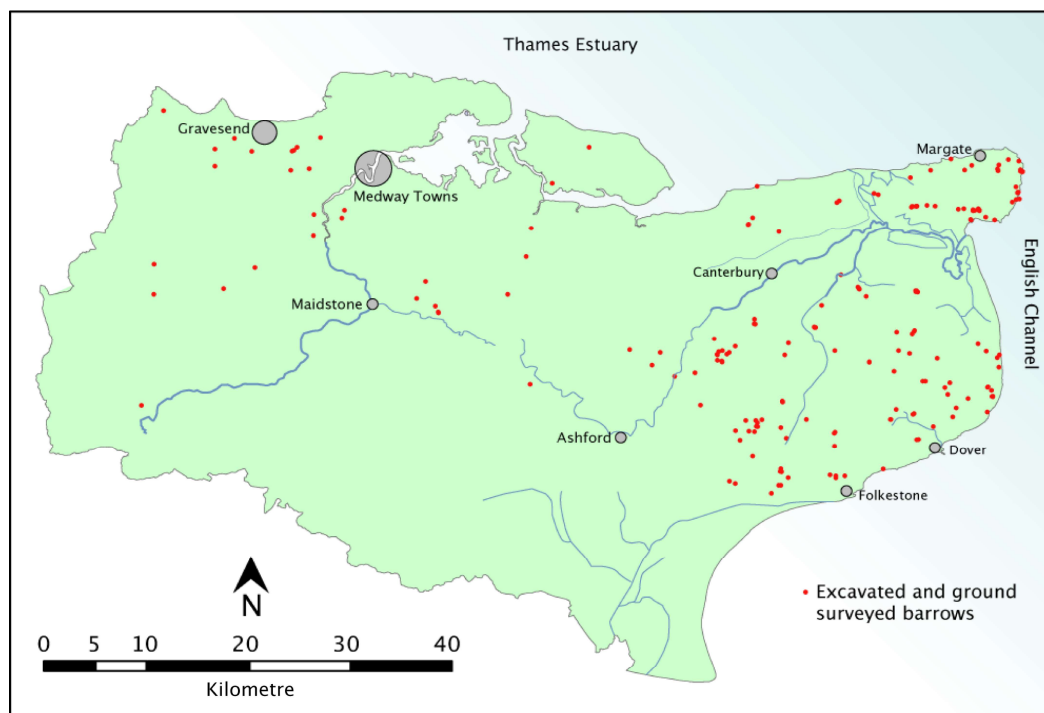 Thames Estuary
Gravesend
Margate
Medway Towns
English Channel
Canterbury
Maidstone
Ashford
Dover
Folkestone
N
Excavated and ground
surveyed barrows
0 5 10 20 30 40
Kilometre